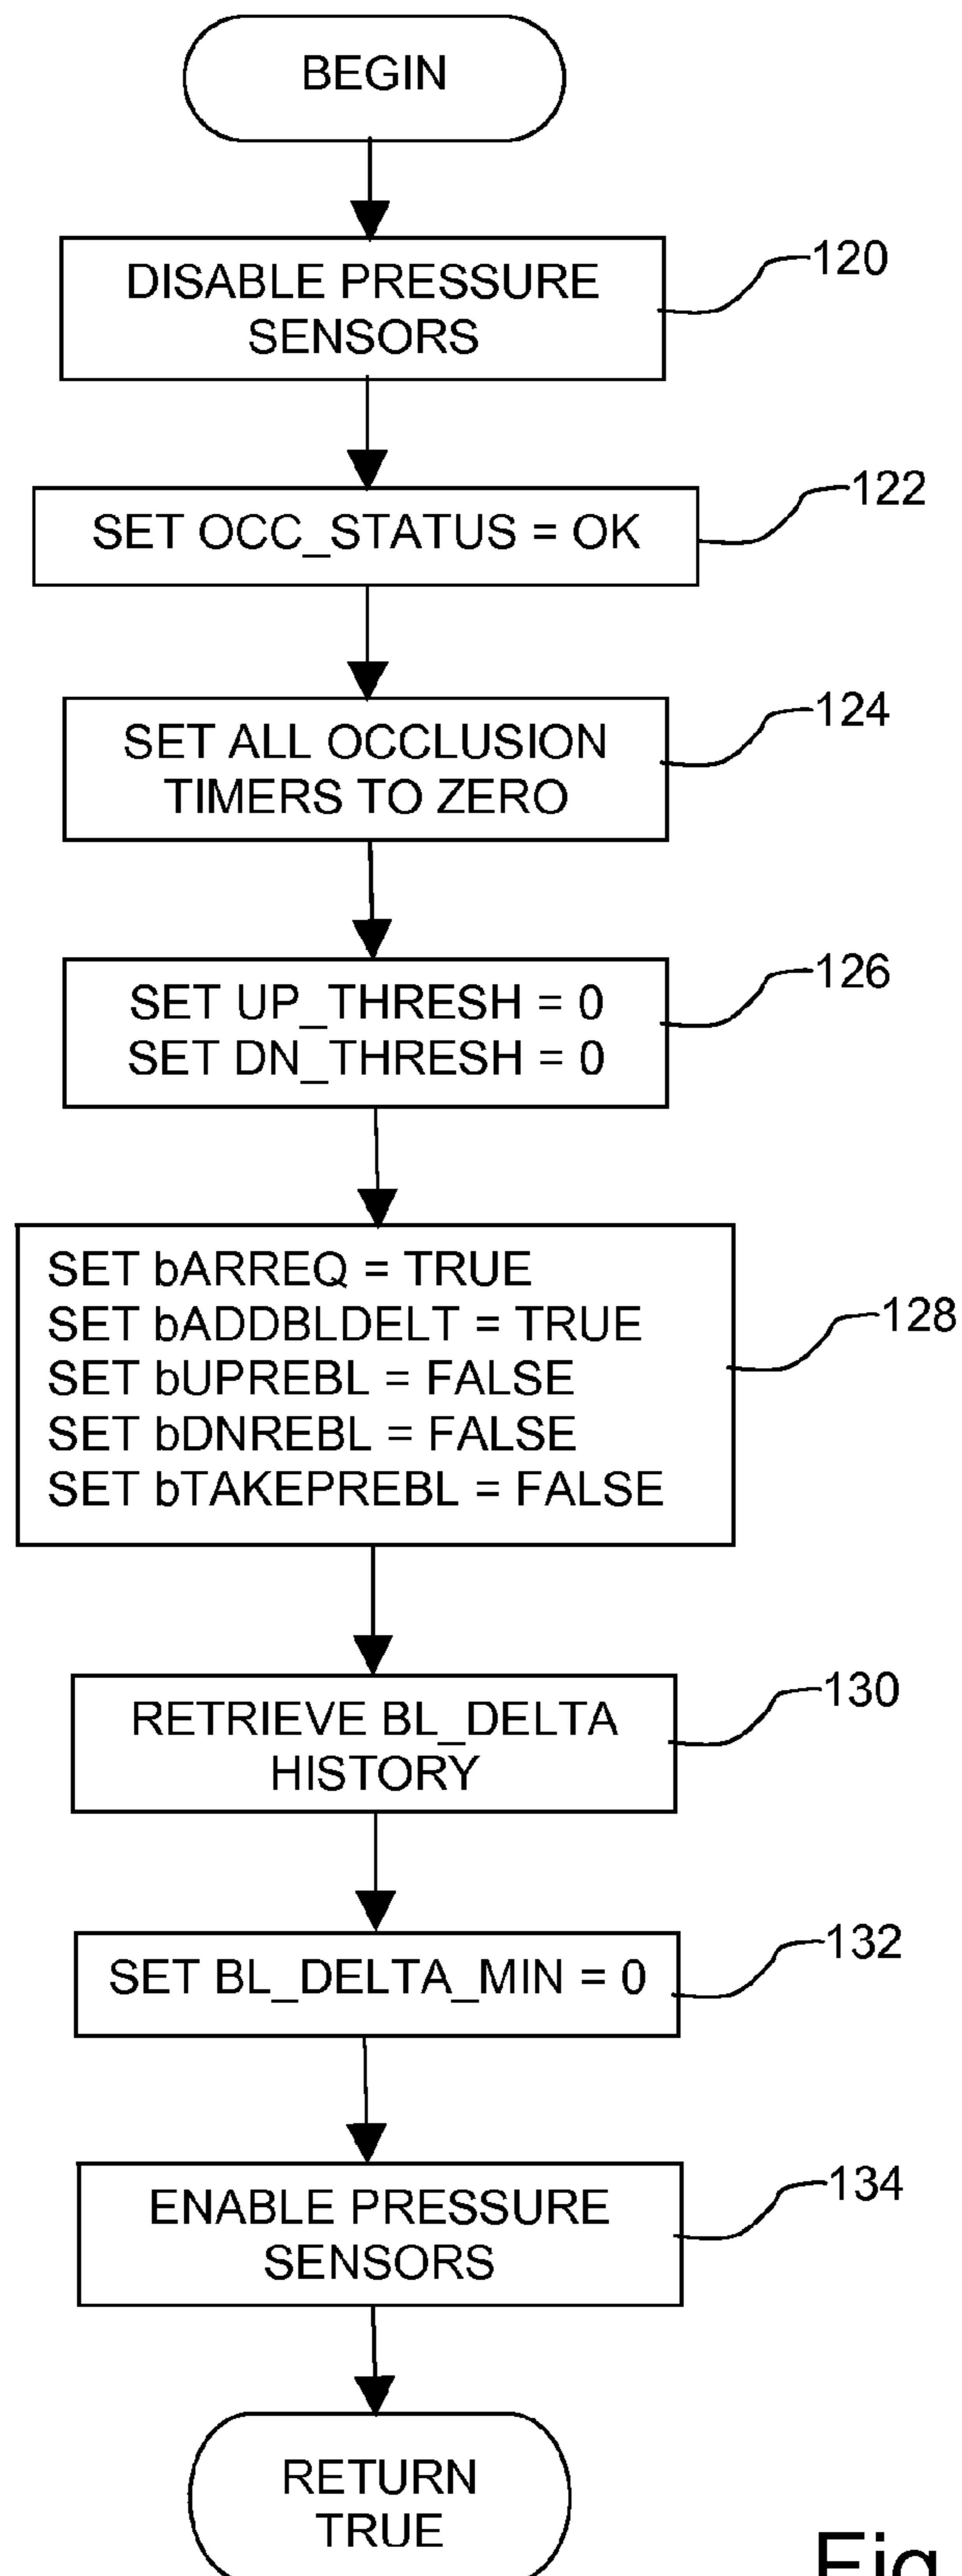 BEGIN
DISABLE PRESSURE
SENSORS
120
SET OCC_STATUS = OK
122
SET ALL OCCLUSION
TIMERS TO ZERO
124
SET UP_THRESH = 0
SET DN_THRESH = 0
126
SET bARREQ = TRUE
SET bADDBLDELT = TRUE
SET bUPREBL = FALSE
SET bDNREBL = FALSE
SET bTAKEPREBL = FALSE
128
RETRIEVE BL_DELTA
HISTORY
130
SET BL_DELTA_MIN = 0
132
ENABLE PRESSURE
SENSORS
134
RETURN
TRUE
Fig